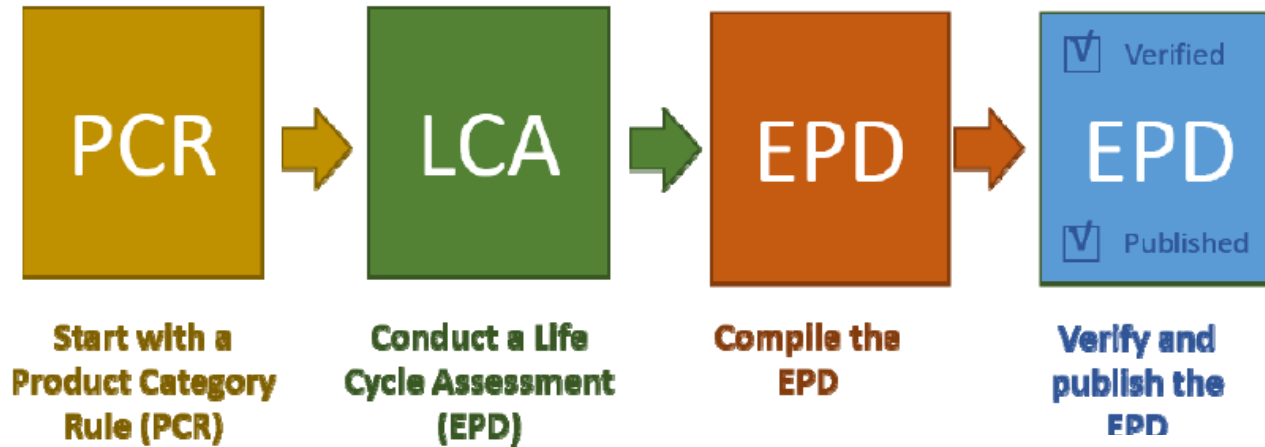 PCR
LCA
EPD
Verified
EPD
Published
Start with a
Product Category
Rule (PCR)
Conduct a Life
Cycle Assessment
(EPD)
Compile the
EPD
Verify and
publish the
EPD